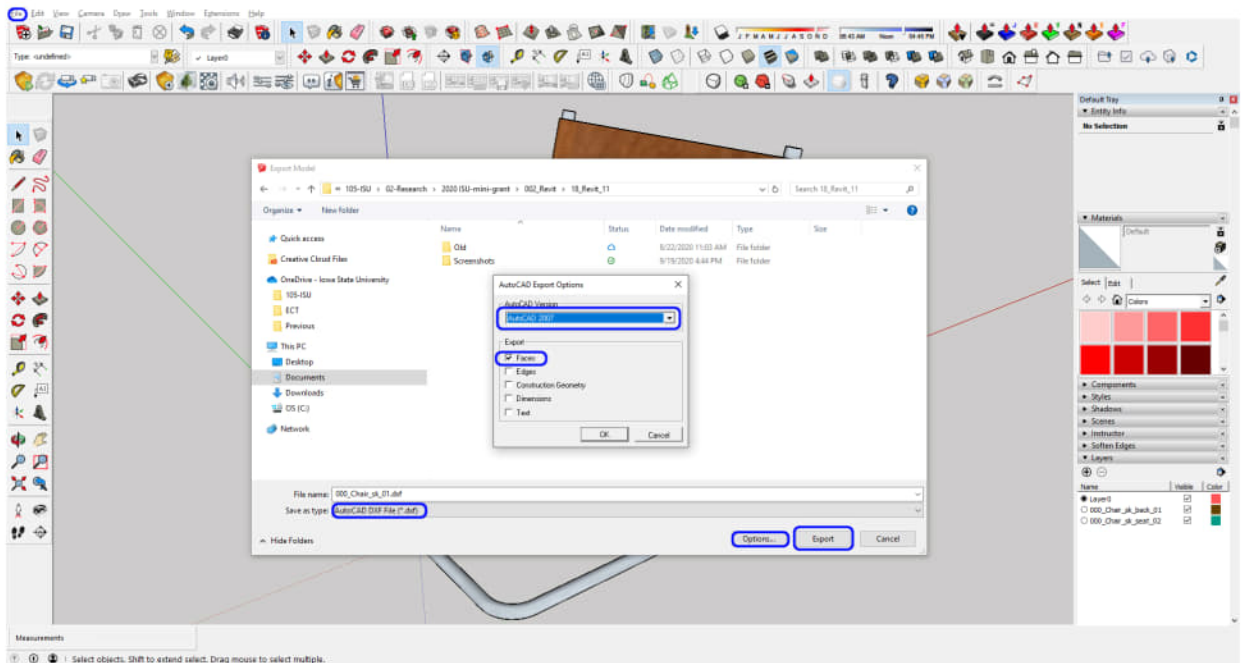 File Edit View Camera Draw Tools Window Extensions Help
J F M A M J J A S O N D 06:43 AM Noon 04:45 PM
Type: <undefined>
Layer0
Default Tray
Entity Info
No Selection
Export Model
« 105-ISU › 02-Research › 2020 ISU-mini-grant › 002_Revit › 18_Revit_11
Search 18_Revit_11
Organize
New folder
Name Status Date modified Type Size
Quick access
Creative Cloud Files
OneDrive - Iowa State University
105-ISU
ECT
Previous
This PC
Desktop
Documents
Downloads
OS (C:)
Network
Old 8/22/2020 11:03 AM File folder
Screenshots 9/19/2020 4:44 PM File folder
AutoCAD Export Options
AutoCAD Version
AutoCAD 2007
Export
Faces
Edges
Construction Geometry
Dimensions
Text
OK Cancel
File name: 000_Chair_sk_01.dxf
Save as type: AutoCAD DXF File (*.dxf)
Hide Folders
Options... Export Cancel
Materials
Default
Select Edit
Colors
Components
Styles
Shadows
Scenes
Instructor
Soften Edges
Layers
Name Visible Color
Layer0
000_Chair_sk_back_01
000_Chair_sk_seat_02
Measurements
Select objects. Shift to extend select. Drag mouse to select multiple.